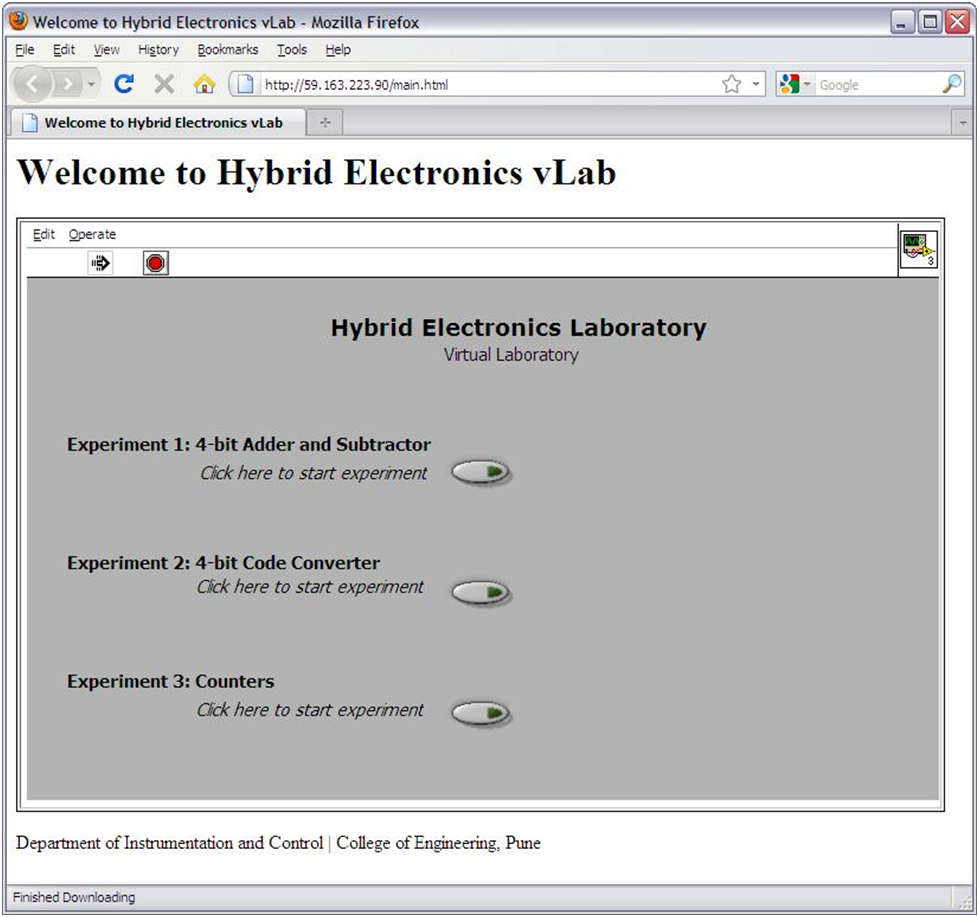 Welcome to Hybrid Electronics vLab - Mozilla Firefox
File Edit View History Bookmarks Tools Help
http://59.163.223.90/main.html Google
Welcome to Hybrid Electronics vLab
Welcome to Hybrid Electronics vLab
Edit Operate
3
Hybrid Electronics Laboratory
Virtual Laboratory
Experiment 1: 4-bit Adder and Subtractor
Click here to start experiment
Experiment 2: 4-bit Code Converter
Click here to start experiment
Experiment 3: Counters
Click here to start experiment
Department of Instrumentation and Control | College of Engineering, Pune
Finished Downloading